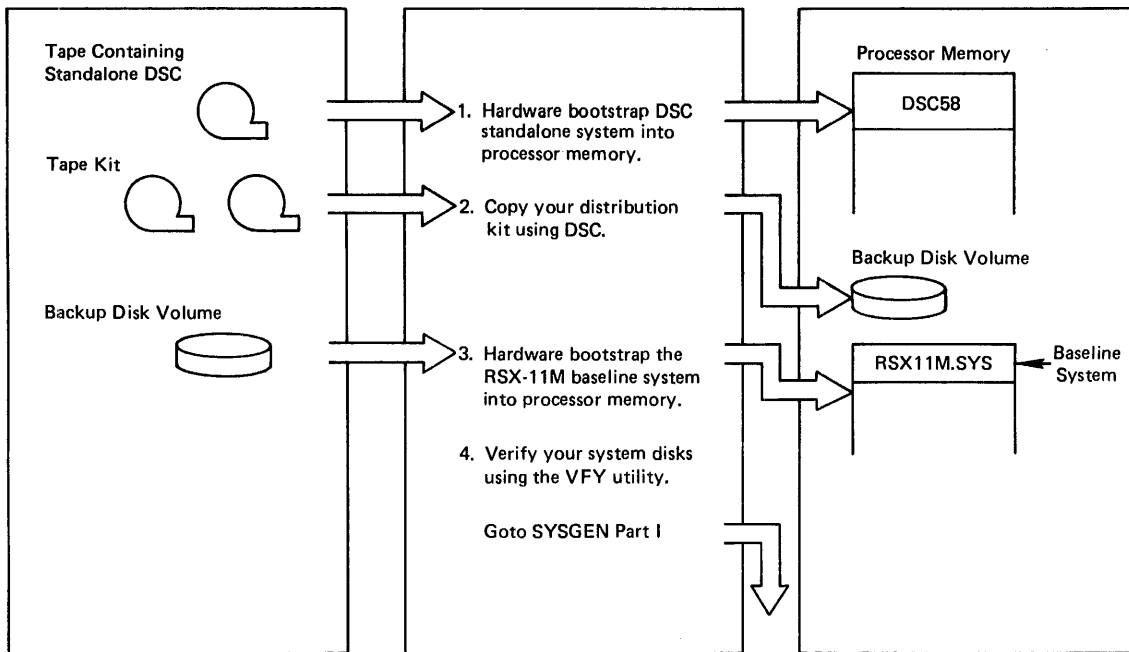 Tape Containing
Standalone DSC
Tape Kit
Backup Disk Volume
1. Hardware bootstrap DSC
standalone system into
processor memory.
2. Copy your distribution
kit using DSC.
3. Hardware bootstrap the
RSX-11M baseline system
into processor memory.
4. Verify your system disks
using the VFY utility.
Goto SYSGEN Part I
Processor Memory
DSC58
Backup Disk Volume
RSX11M.SYS
Baseline
System